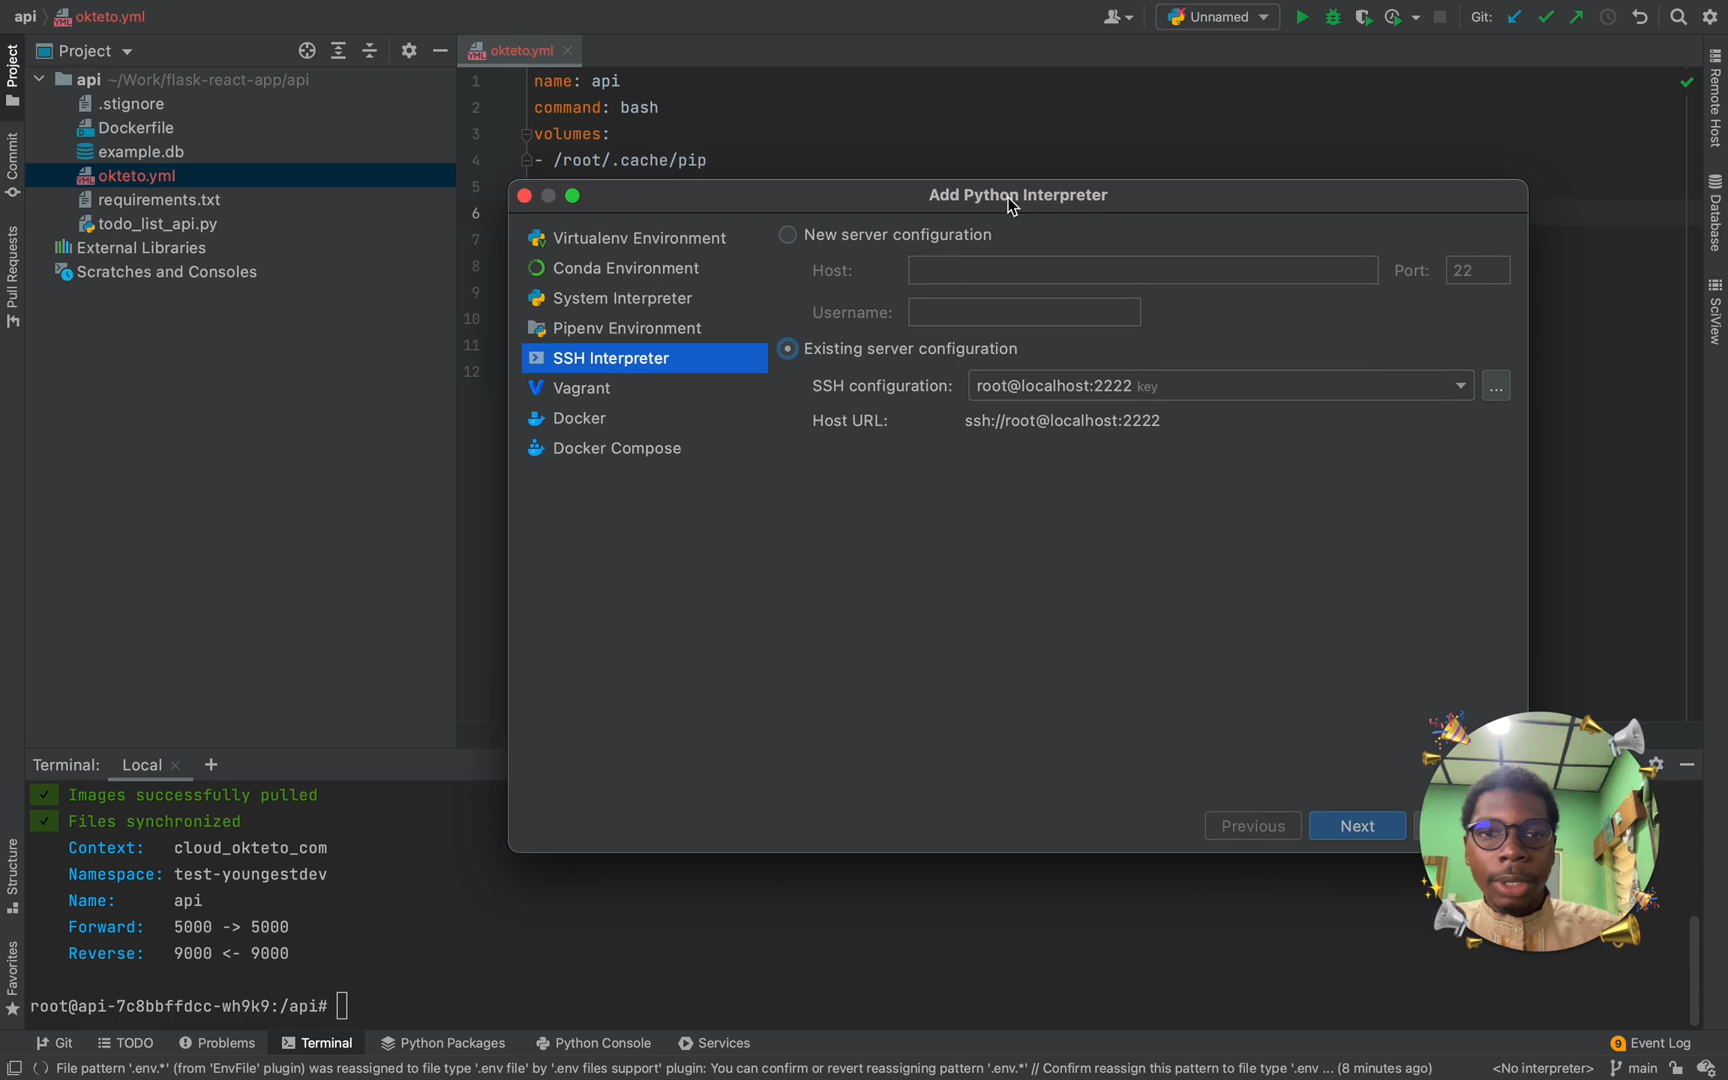 api okteto.yml
Unnamed
Git:
Project
okteto.yml
Project
Commit
Pull Requests
Structure
Favorites
api ~/Work/flask-react-app/api
.stignore
Dockerfile
example.db
okteto.yml
requirements.txt
todo_list_api.py
External Libraries
Scratches and Consoles
1 name: api
2 command: bash
3 volumes:
4 - /root/.cache/pip
5
6
7
8
9
10
11
12
Remote Host
Database
SciView
Add Python Interpreter
Virtualenv Environment
Conda Environment
System Interpreter
Pipenv Environment
SSH Interpreter
Vagrant
Docker
Docker Compose
New server configuration
Host: Port: 22
Username:
Existing server configuration
SSH configuration: root@localhost:2222 key ...
Host URL: ssh://root@localhost:2222
Previous Next
Terminal: Local
Images successfully pulled
Files synchronized
Context: cloud_okteto_com
Namespace: test-youngestdev
Name: api
Forward: 5000 -> 5000
Reverse: 9000 <- 9000
root@api-7c8bbffdcc-wh9k9:/api#
Git TODO Problems Terminal Python Packages Python Console Services 9 Event Log
File pattern '.env.*' (from 'EnvFile' plugin) was reassigned to file type '.env file' by '.env files support' plugin: You can confirm or revert reassigning pattern '.env.*' // Confirm reassign this pattern to file type '.env ... (8 minutes ago) <No interpreter> main